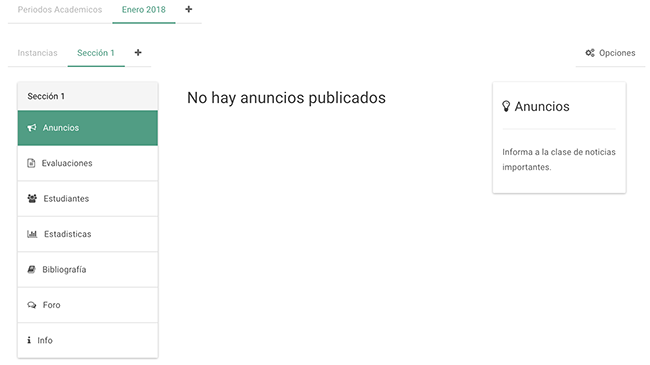 Periodos Academicos Enero 2018
Instancias Sección 1 Opciones
Sección 1
Anuncios
Evaluaciones
Estudiantes
Estadisticas
Bibliografía
Foro
Info
No hay anuncios publicados
Anuncios
Informa a la clase de noticias
importantes.